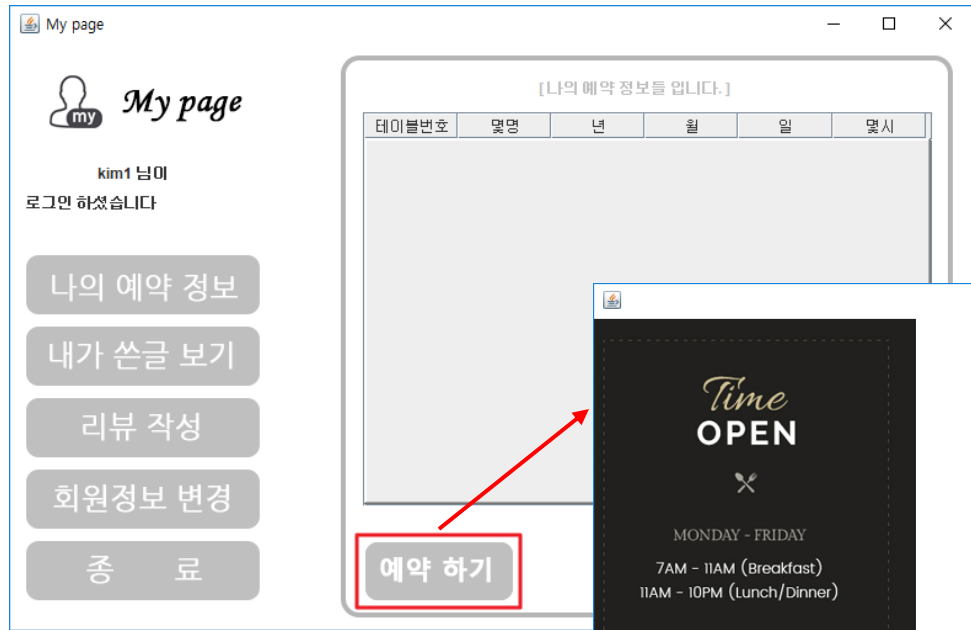 My page
my
My page
kim1 님이
로그인 하셨습니다
나의 예약 정보
내가 쓴글 보기
리뷰 작성
회원정보 변경
종 료
[나의 예약 정보들 입니다.]
테이블번호 몇명 년 월 일 몇시
예약 하기
Time
OPEN
MONDAY - FRIDAY
7AM - 11AM (Breakfast)
11AM - 10PM (Lunch/Dinner)